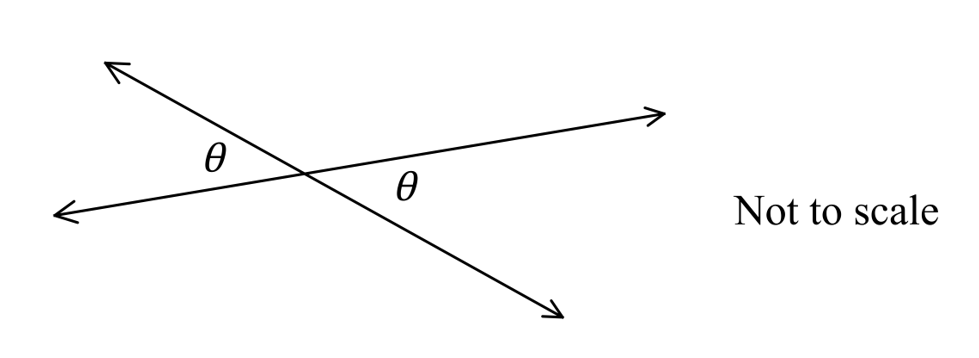 θ
θ
Not to scale